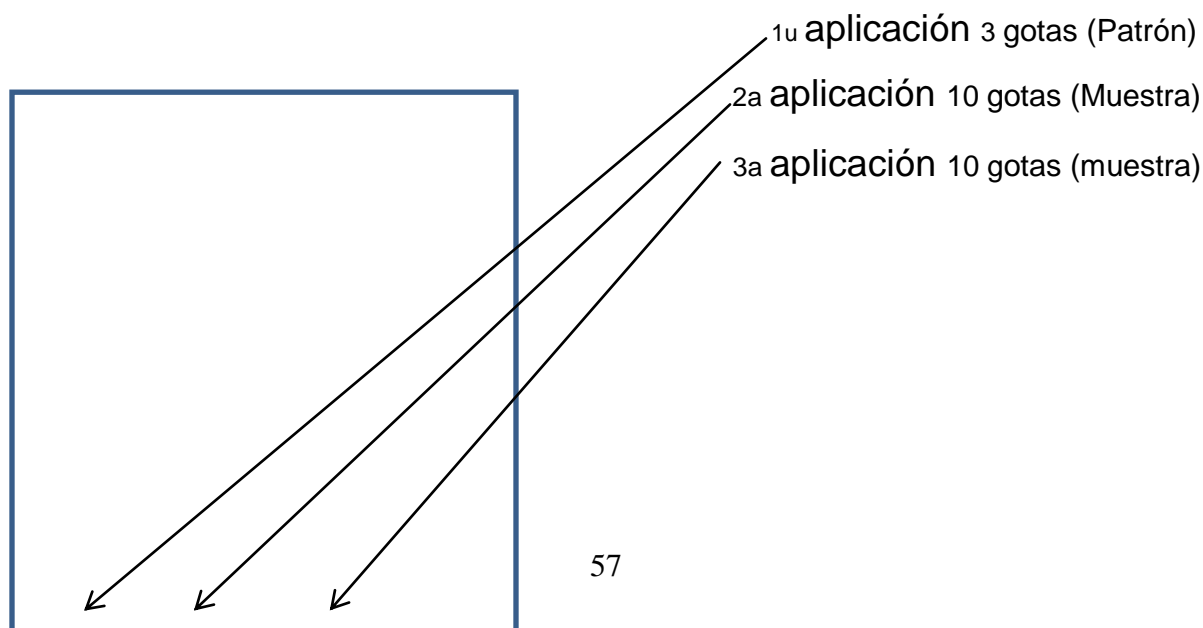 1u aplicación 3 gotas (Patrón)
2a aplicación 10 gotas (Muestra)
3a aplicación 10 gotas (muestra)
57